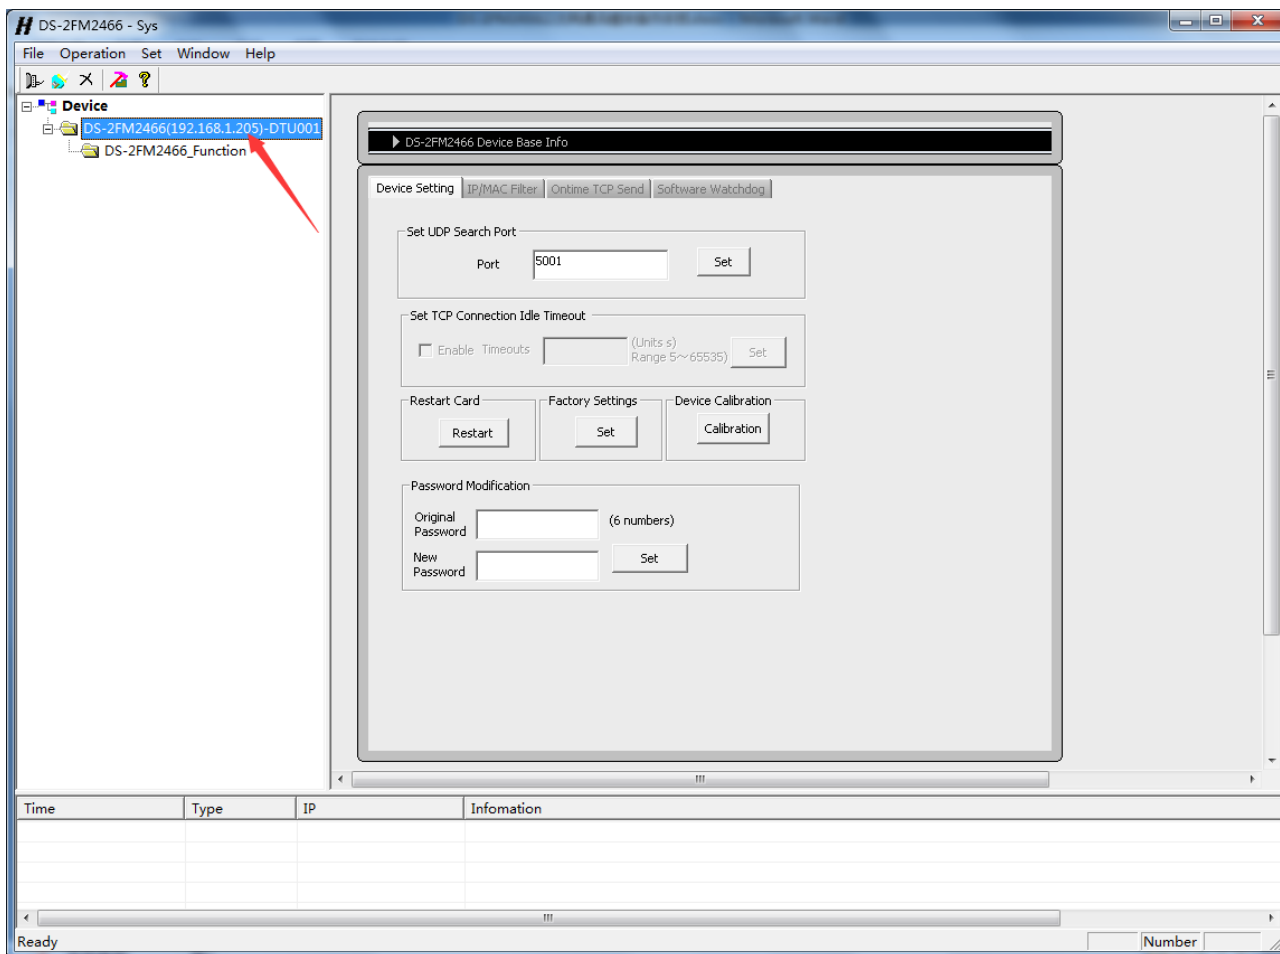 DS-2FM2466 - Sys
File Operation Set Window Help
Device
DS-2FM2466(192.168.1.205)-DTU001
DS-2FM2466_Function
DS-2FM2466 Device Base Info
Device Setting IP/MAC Filter Ontime TCP Send Software Watchdog
Set UDP Search Port
Port 5001 Set
Set TCP Connection Idle Timeout
Enable Timeouts (Units s)
Range 5~65535) Set
Restart Card Factory Settings Device Calibration
Restart Set Calibration
Password Modification
Original
Password (6 numbers)
New
Password Set
Time Type IP Infomation
Ready Number